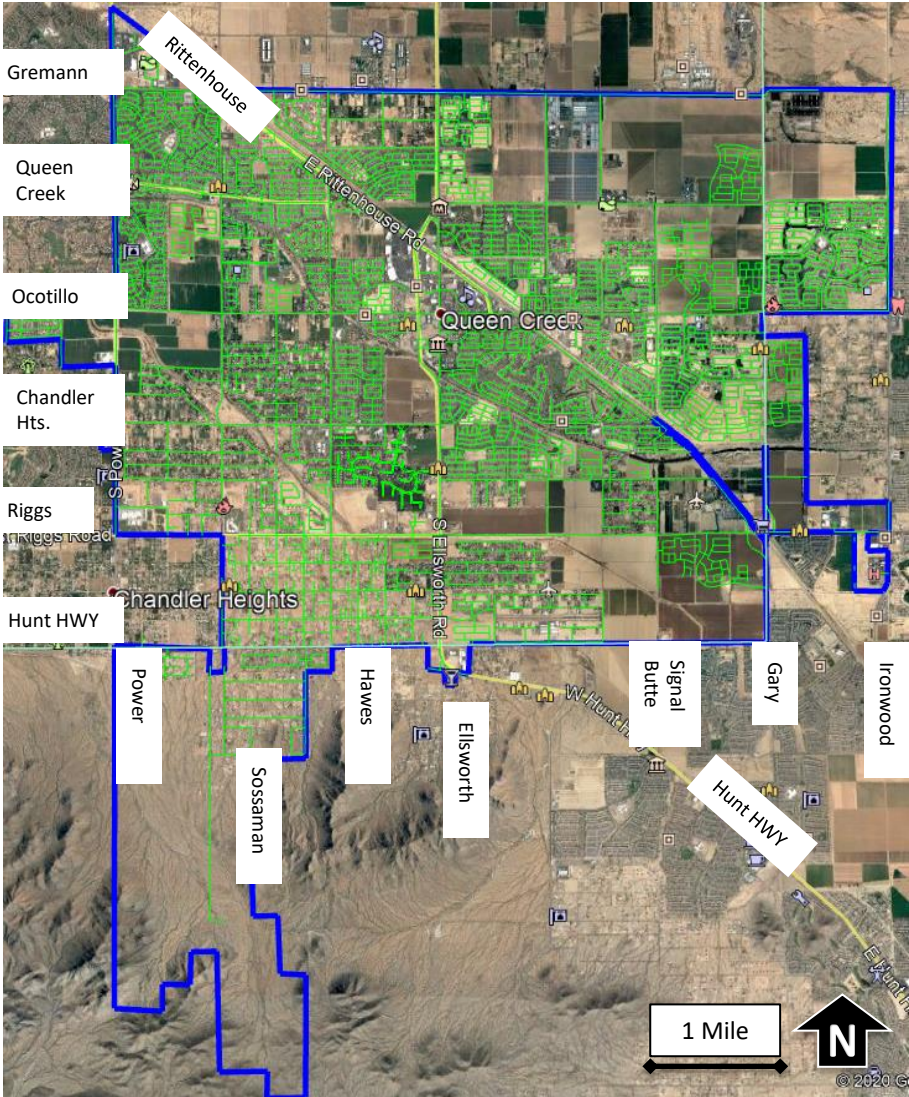 Gremann
Rittenhouse
Queen
Creek
E Rittenhouse Rd
Ocotillo
Queen Creek
Chandler
Hts.
S Pow
Riggs
Riggs Road
S Ellsworth Rd
Chandler Heights
Hunt HWY
Power
Sossaman
Hawes
Ellsworth
Signal
Butte
Gary
Ironwood
W Hunt H
Hunt HWY
E Hunt H
1 Mile
N
© 2020 Go